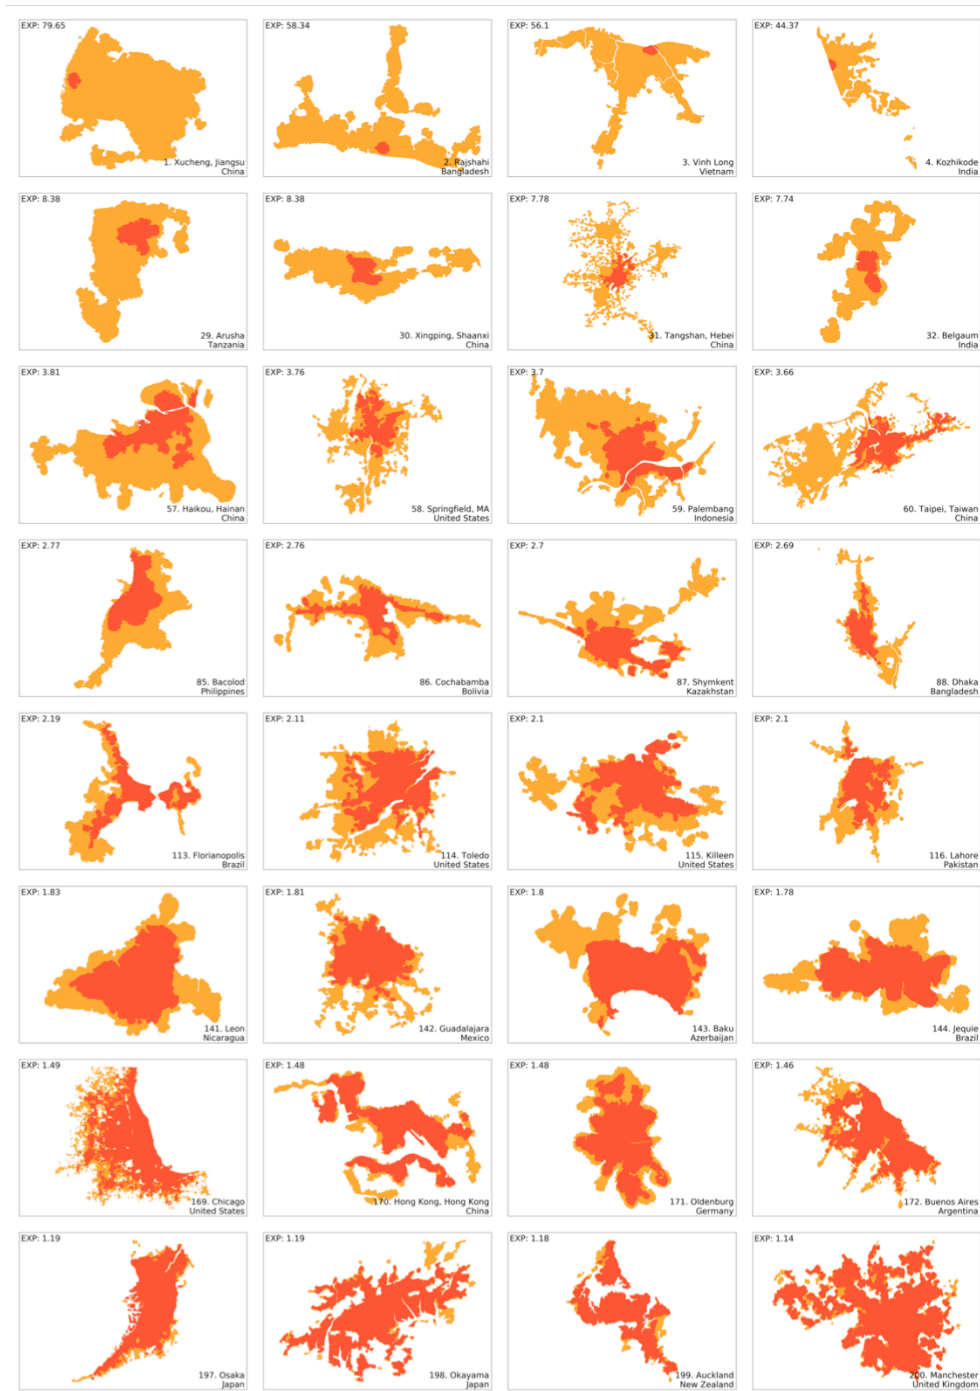 EXP: 79.65
1. Xucheng, Jiangsu
China
EXP: 58.34
2. Rajshahi
Bangladesh
EXP: 56.1
3. Vinh Long
Vietnam
EXP: 44.37
4. Kozhikode
India
EXP: 8.38
29. Arusha
Tanzania
EXP: 8.38
30. Xingping, Shaanxi
China
EXP: 7.78
31. Tangshan, Hebei
China
EXP: 7.74
32. Belgaum
India
EXP: 3.81
57. Haikou, Hainan
China
EXP: 3.76
58. Springfield, MA
United States
EXP: 3.7
59. Palembang
Indonesia
EXP: 3.66
60. Taipei, Taiwan
China
EXP: 2.77
85. Bacolod
Philippines
EXP: 2.76
86. Cochabamba
Bolivia
EXP: 2.7
87. Shymkent
Kazakhstan
EXP: 2.69
88. Dhaka
Bangladesh
EXP: 2.19
113. Florianopolis
Brazil
EXP: 2.11
114. Toledo
United States
EXP: 2.1
115. Killeen
United States
EXP: 2.1
116. Lahore
Pakistan
EXP: 1.83
141. Leon
Nicaragua
EXP: 1.81
142. Guadalajara
Mexico
EXP: 1.8
143. Baku
Azerbaijan
EXP: 1.78
144. Jequie
Brazil
EXP: 1.49
169. Chicago
United States
EXP: 1.48
170. Hong Kong, Hong Kong
China
EXP: 1.48
171. Oldenburg
Germany
EXP: 1.46
172. Buenos Aires
Argentina
EXP: 1.19
197. Osaka
Japan
EXP: 1.19
198. Okayama
Japan
EXP: 1.18
199. Auckland
New Zealand
EXP: 1.14
200. Manchester
United Kingdom